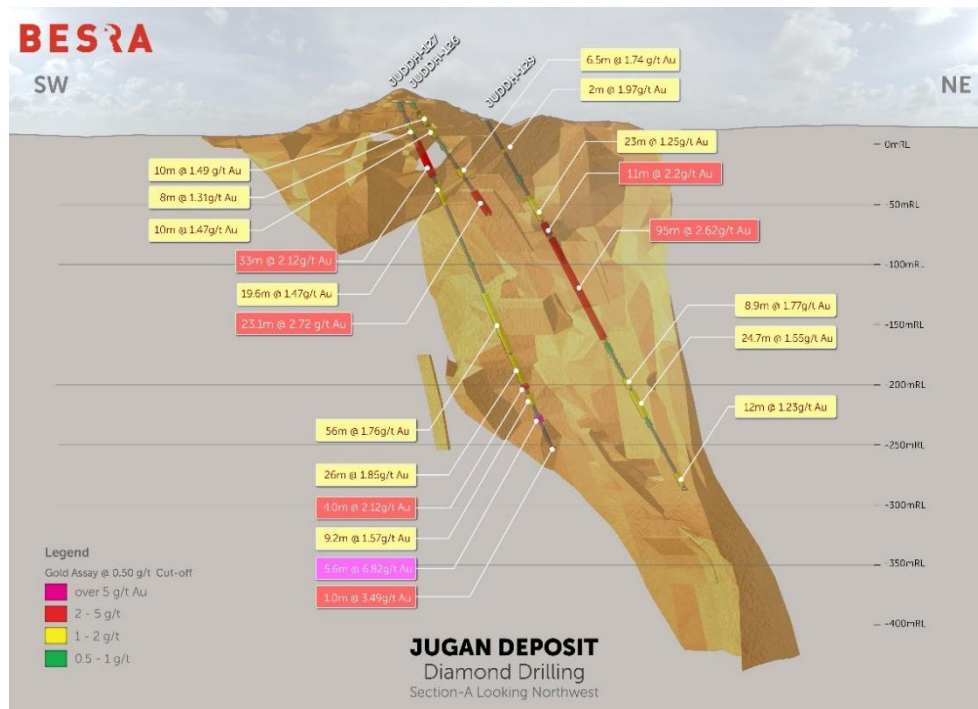 BESRA
SW
NE
JUDDH-127
JUDDH-126
JUDDH-129
6.5m @ 1.74 g/t Au
2m @ 1.97g/t Au
23m @ 1.25g/t Au
11m @ 2.2g/t Au
95m @ 2.62g/t Au
8.9m @ 1.77g/t Au
24.7m @ 1.55g/t Au
12m @ 1.23g/t Au
10m @ 1.49 g/t Au
8m @ 1.31g/t Au
10m @ 1.47g/t Au
33m @ 2.12g/t Au
19.6m @ 1.47g/t Au
23.1m @ 2.72 g/t Au
56m @ 1.76g/t Au
26m @ 1.85g/t Au
4.0m @ 2.12g/t Au
9.2m @ 1.57g/t Au
5.6m @ 6.82g/t Au
1.0m @ 3.49g/t Au
0mRL
-50mRL
-100mRL
-150mRL
-200mRL
-250mRL
-300mRL
-350mRL
-400mRL
Legend
Gold Assay @ 0.50 g/t Cut-off
over 5 g/t Au
2 - 5 g/t
1 - 2 g/t
0.5 - 1 g/t
JUGAN DEPOSIT
Diamond Drilling
Section-A Looking Northwest